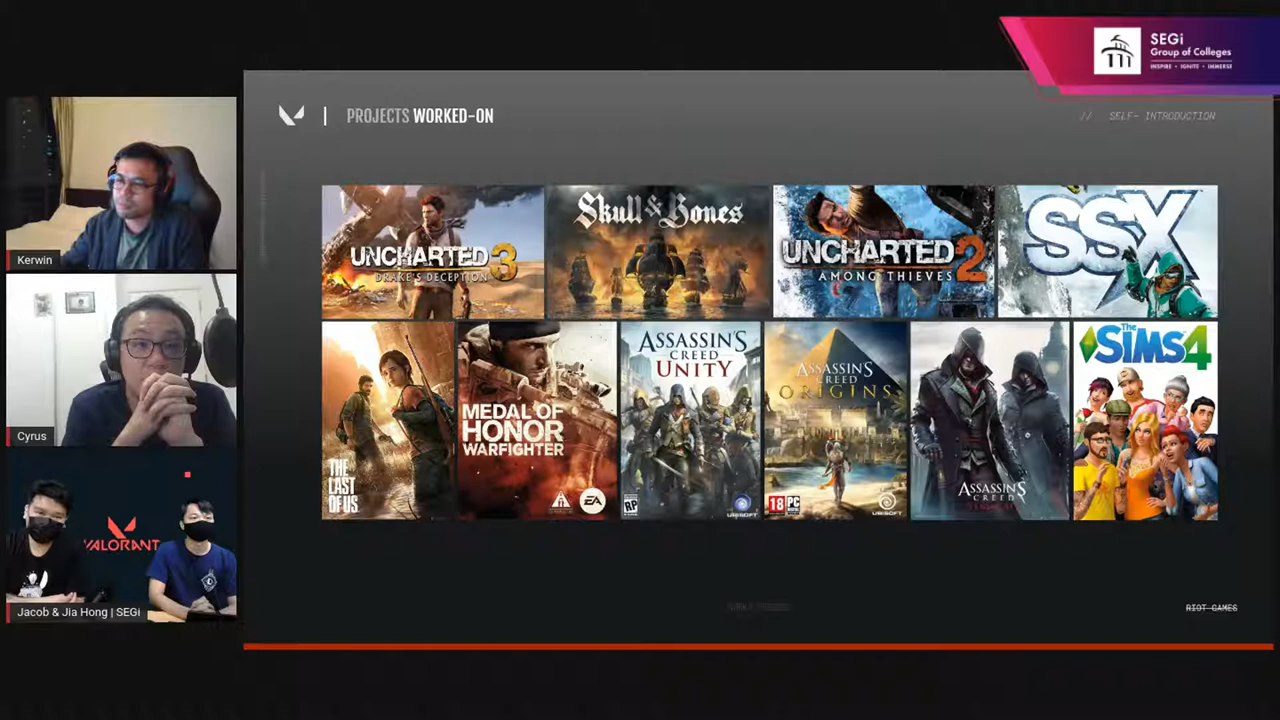 SEGi
Group of Colleges
INSPIRE • IGNITE • IMMERSE
PROJECTS WORKED-ON
// SELF- INTRODUCTION
Kerwin
Cyrus
VALORANT
Jacob & Jia Hong | SEGi
UNCHARTED 3
DRAKE'S DECEPTION
Skull & Bones
UNCHARTED 2
AMONG THIEVES
SSX
THE
LAST
OF US
MEDAL OF
HONOR
WARFIGHTER
EA
ASSASSIN'S
CREED
UNITY
RP
UBISOFT
ASSASSIN'S
CREED
ORIGINS
18 PC
UBISOFT
ASSASSIN'S
CREED
The
SIMS 4
RIOT GAMES